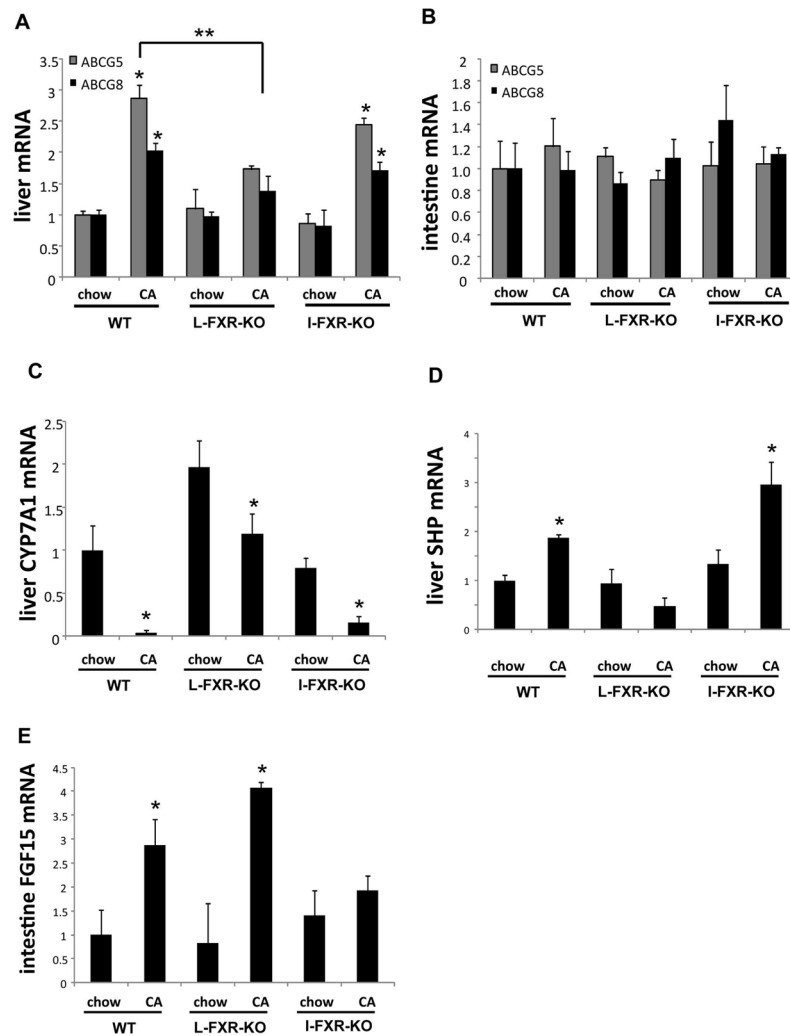 A
**
ABCG5
ABCG8
liver mRNA
3.5
3
2.5
2
1.5
1
0.5
0
*
*
*
*
chow CA chow CA chow CA
WT L-FXR-KO I-FXR-KO
B
ABCG5
ABCG8
intestine mRNA
2
1.8
1.6
1.4
1.2
1
0.8
0.6
0.4
0.2
0
chow CA chow CA chow CA
WT L-FXR-KO I-FXR-KO
C
liver CYP7A1 mRNA
2.5
2
1.5
1
0.5
0
*
*
*
chow CA chow CA chow CA
WT L-FXR-KO I-FXR-KO
D
liver SHP mRNA
4
3
2
1
0
*
*
chow CA chow CA chow CA
WT L-FXR-KO I-FXR-KO
E
intestine FGF15 mRNA
4.5
4
3.5
3
2.5
2
1.5
1
0.5
0
*
*
chow CA chow CA chow CA
WT L-FXR-KO I-FXR-KO